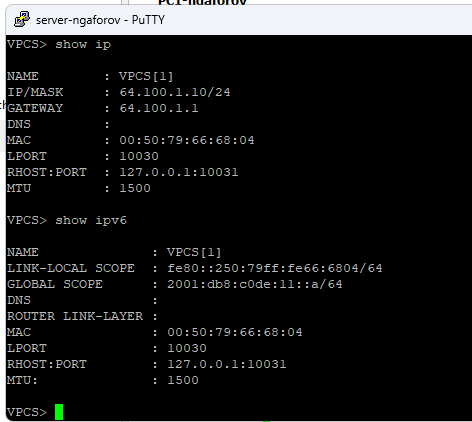 PC1-ngaforov
server-ngaforov - PuTTY
VPCS> show ip
NAME : VPCS[1]
IP/MASK : 64.100.1.10/24
GATEWAY : 64.100.1.1
DNS :
MAC : 00:50:79:66:68:04
LPORT : 10030
RHOST:PORT : 127.0.0.1:10031
MTU : 1500
VPCS> show ipv6
NAME : VPCS[1]
LINK-LOCAL SCOPE : fe80::250:79ff:fe66:6804/64
GLOBAL SCOPE : 2001:db8:c0de:11::a/64
DNS :
ROUTER LINK-LAYER :
MAC : 00:50:79:66:68:04
LPORT : 10030
RHOST:PORT : 127.0.0.1:10031
MTU: : 1500
VPCS>